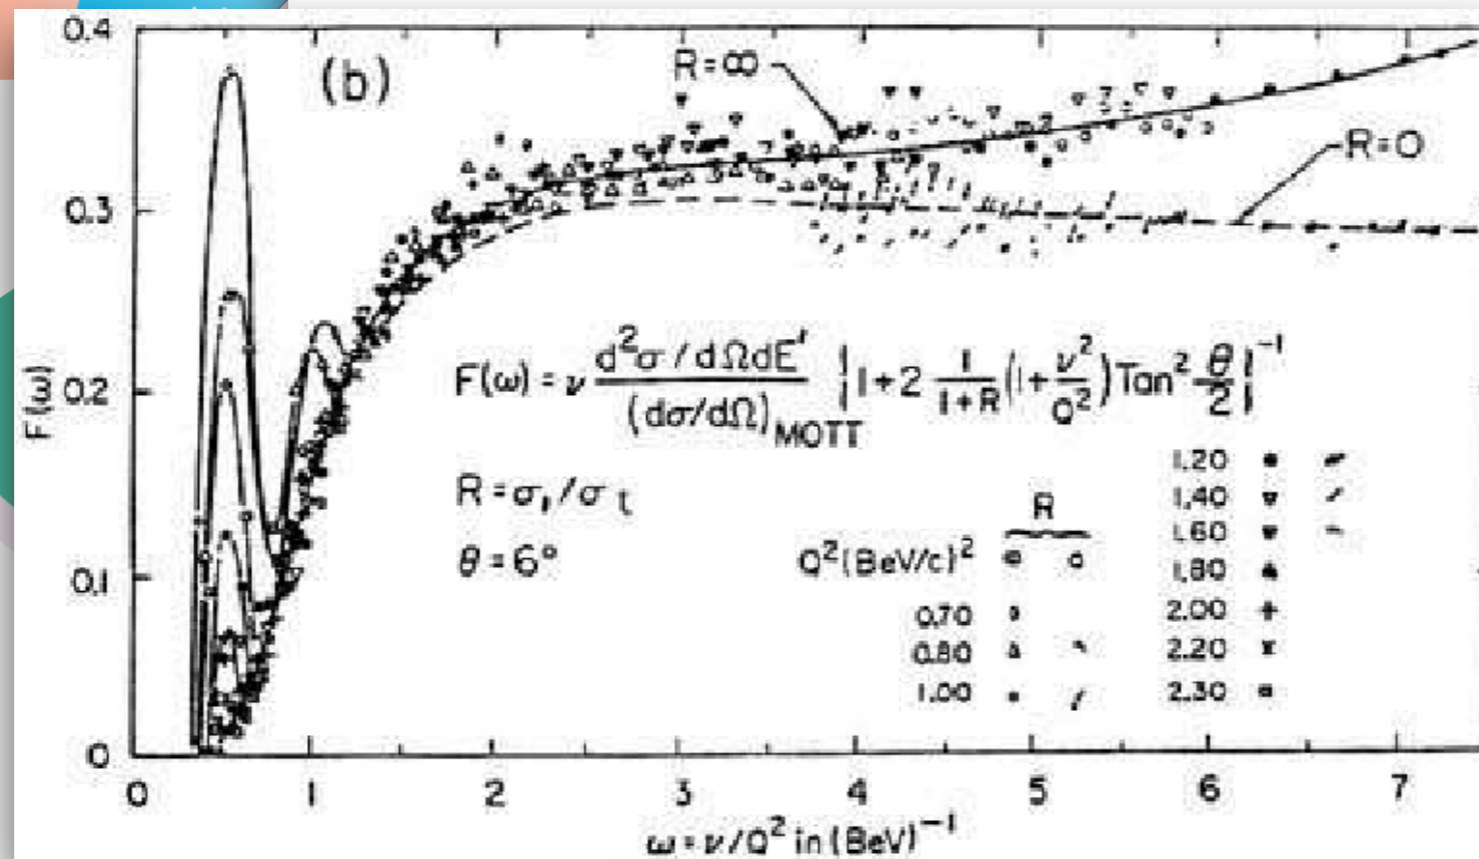 0.4
(b)
R=∞
R=0
0.3
F(ω) = ν d²σ/dΩdE' / (dσ/dΩ)MOTT {1+2 1/1+R (1+ν²/Q²) Tan² θ/2}⁻¹
0.2
F(ω)
R = σ, / σ t
θ = 6°
R
Q²(BeV/c)²
0.70
0.80
1.00
1.20
1.40
1.60
1.80
2.00
2.20
2.30
0.1
0
0 1 2 3 4 5 6 7
ω = ν/Q² in (BeV)⁻¹